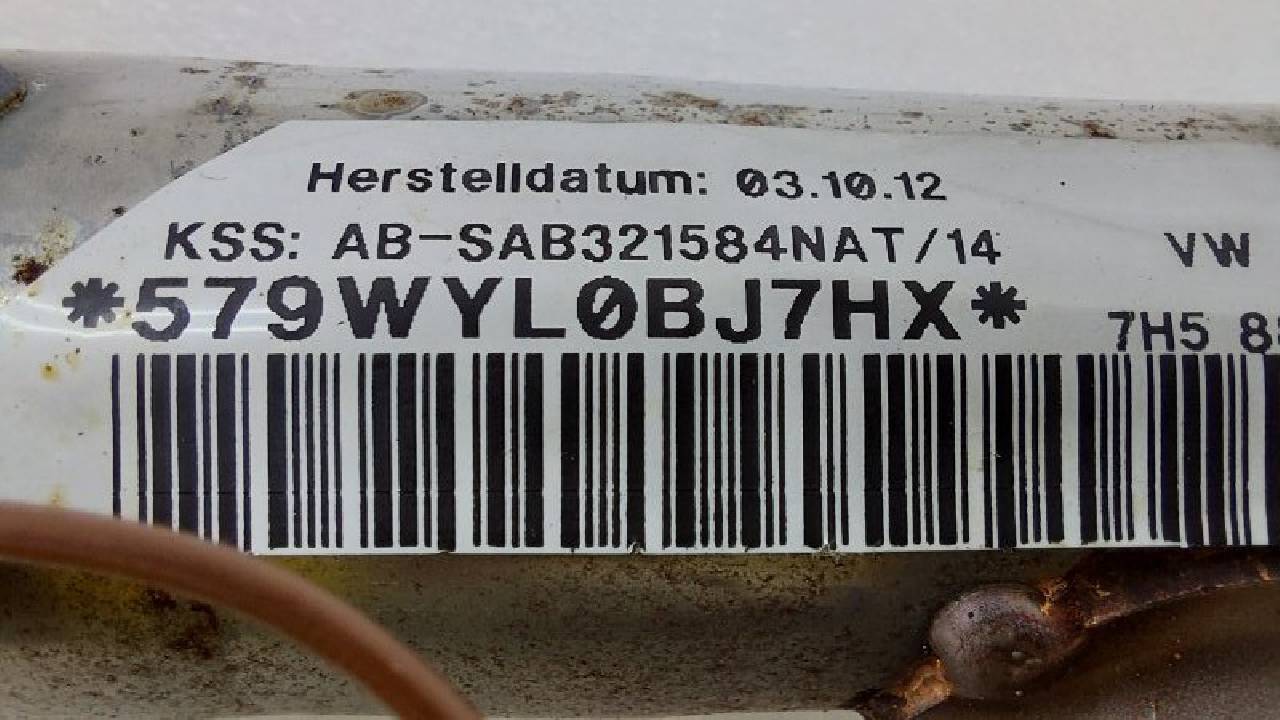 Herstelldatum: 03.10.12
KSS: AB-SAB321584NAT/14
VW
*579WYL0BJ7HX*
7H5